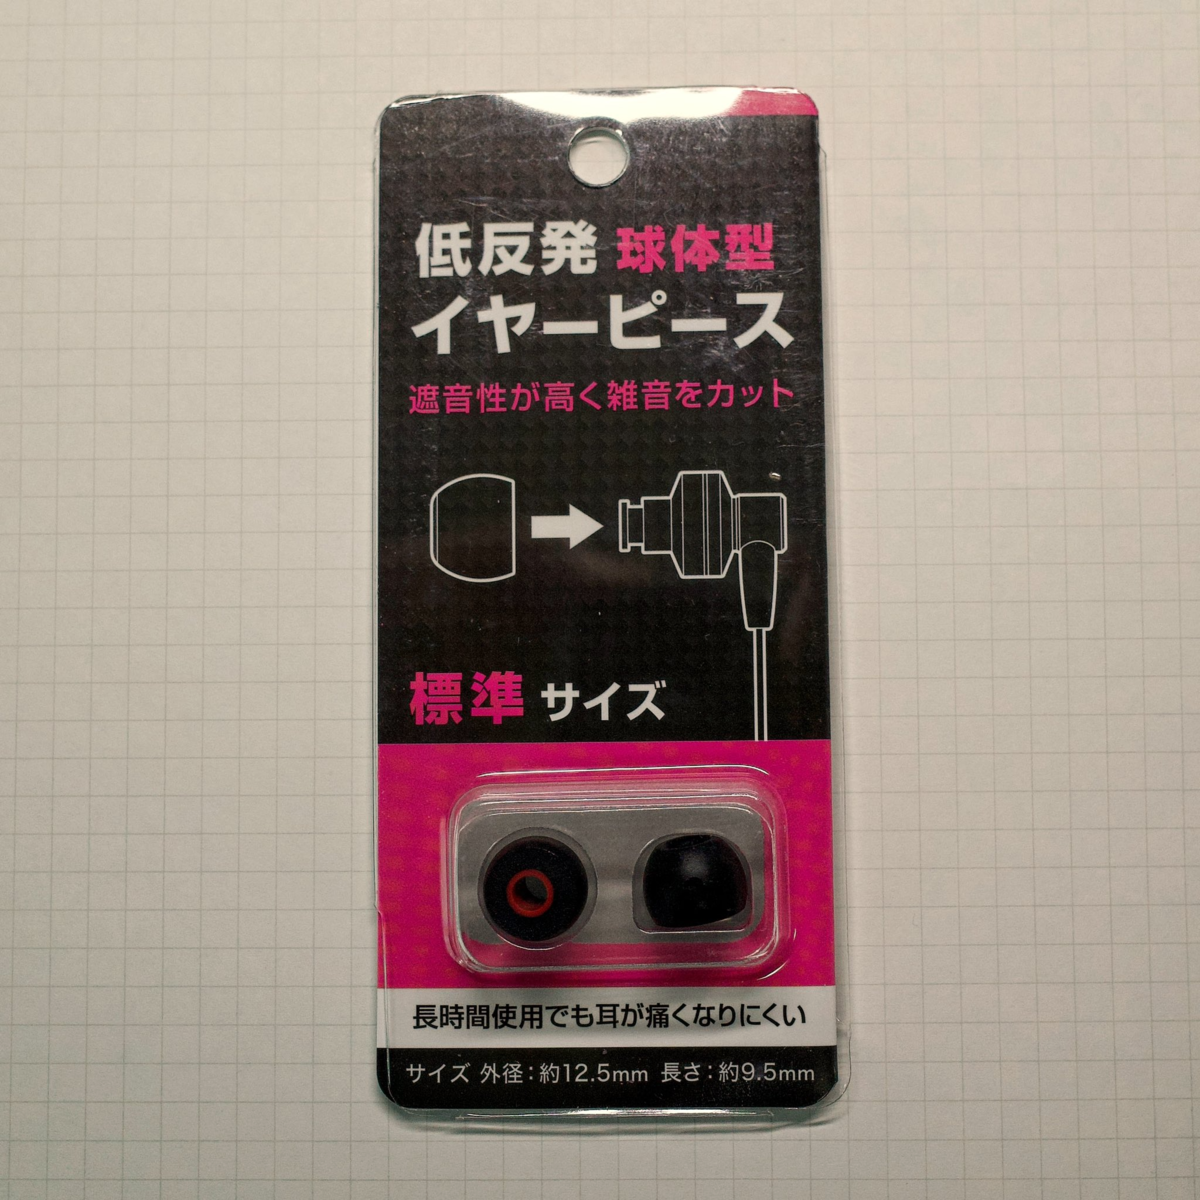 低反発 球体型
イヤーピース
遮音性が高く雑音をカット
標準 サイズ
長時間使用でも耳が痛くなりにくい
サイズ 外径：約12.5mm 長さ：約9.5mm